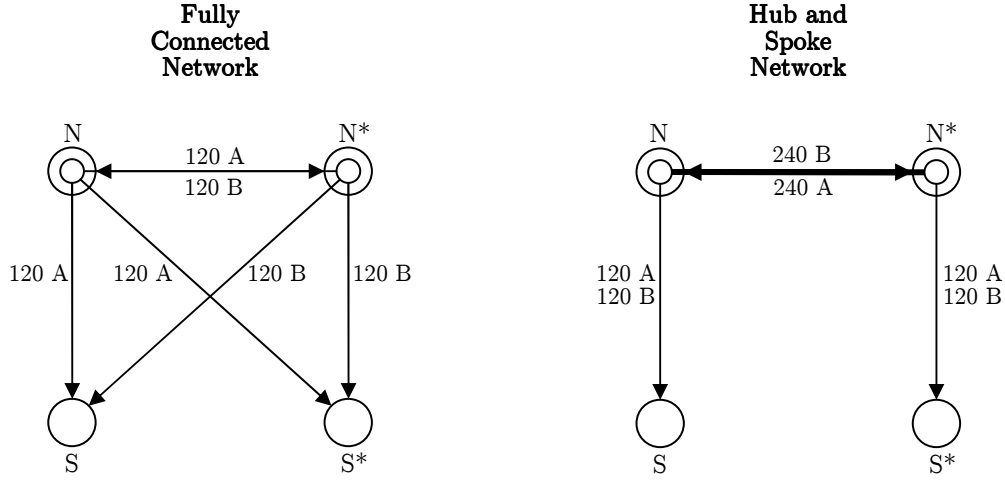 Fully
Connected
Network
N
N*
120 A
120 B
120 A
120 A
120 B
120 B
S
S*
Hub and
Spoke
Network
N
N*
240 B
240 A
120 A
120 B
120 A
120 B
S
S*